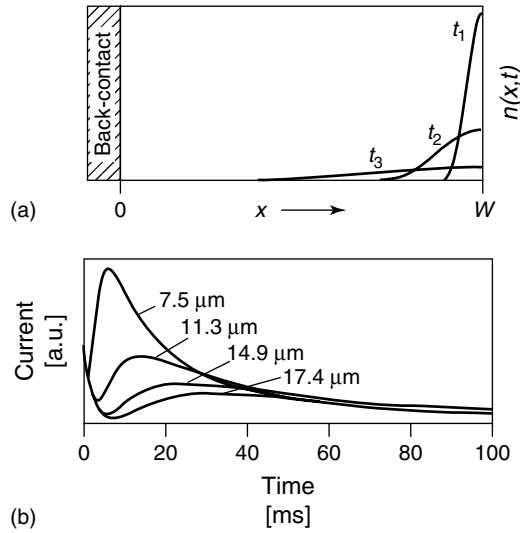 Back-contact
t1
t2
t3
n(x,t)
(a)
0
x
W
7.5 μm
11.3 μm
14.9 μm
17.4 μm
Current
[a.u.]
0
20
40
60
80
100
Time
[ms]
(b)